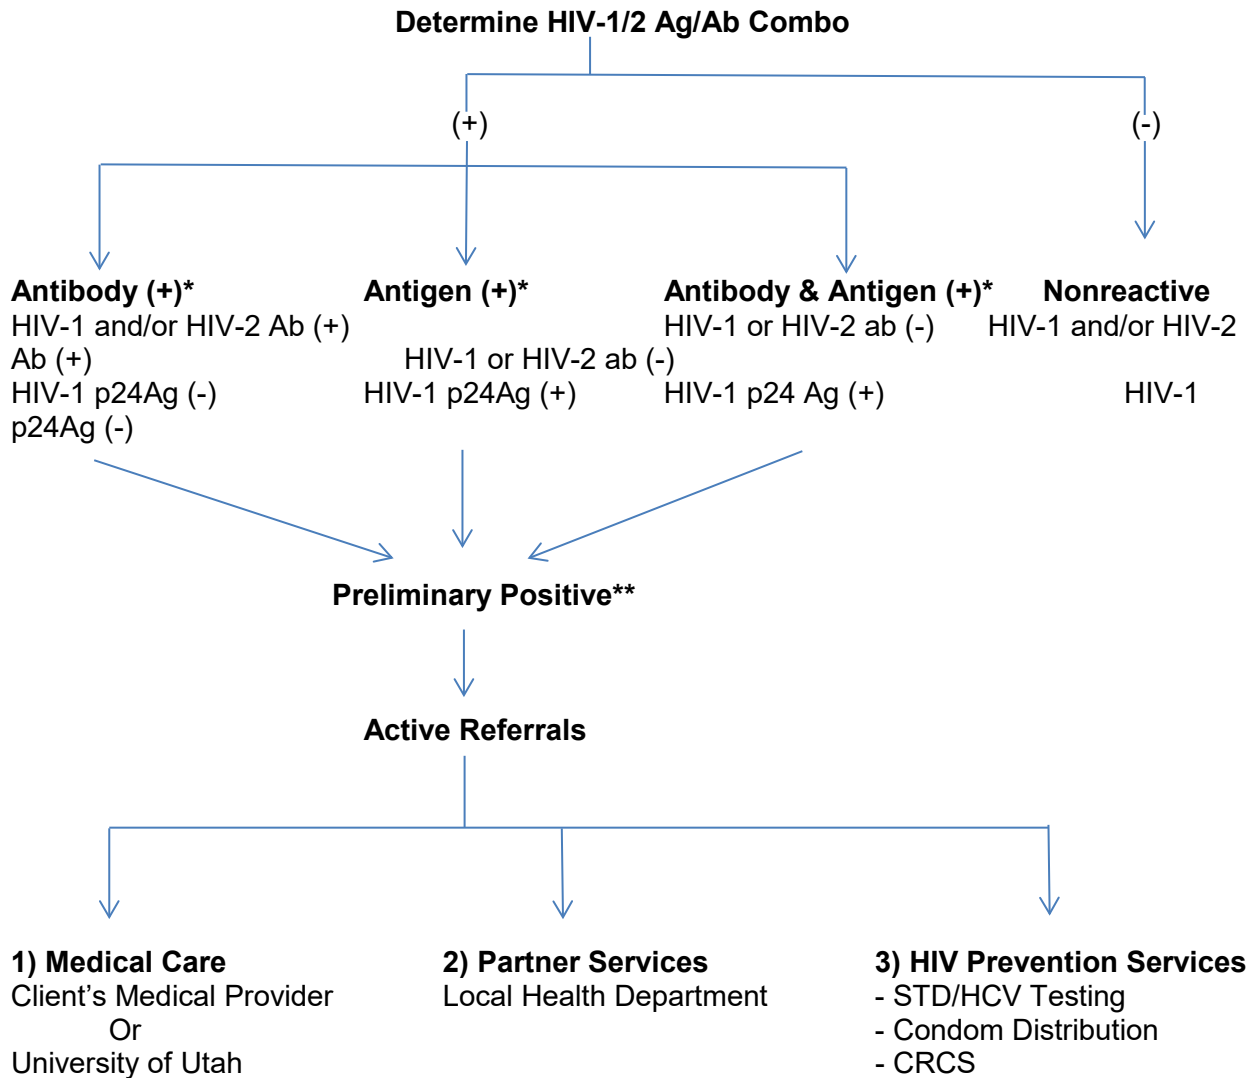 Determine HIV-1/2 Ag/Ab Combo
(+) (-)
Antibody (+)* Antigen (+)* Antibody & Antigen (+)* Nonreactive
HIV-1 and/or HIV-2 Ab (+) HIV-1 or HIV-2 ab (-) HIV-1 and/or HIV-2
Ab (+) HIV-1 or HIV-2 ab (-)
HIV-1 p24Ag (-) HIV-1 p24Ag (+) HIV-1 p24 Ag (+) HIV-1
p24Ag (-)
Preliminary Positive**
Active Referrals
1) Medical Care 2) Partner Services 3) HIV Prevention Services
Client's Medical Provider Local Health Department - STD/HCV Testing
Or - Condom Distribution
University of Utah - CRCS